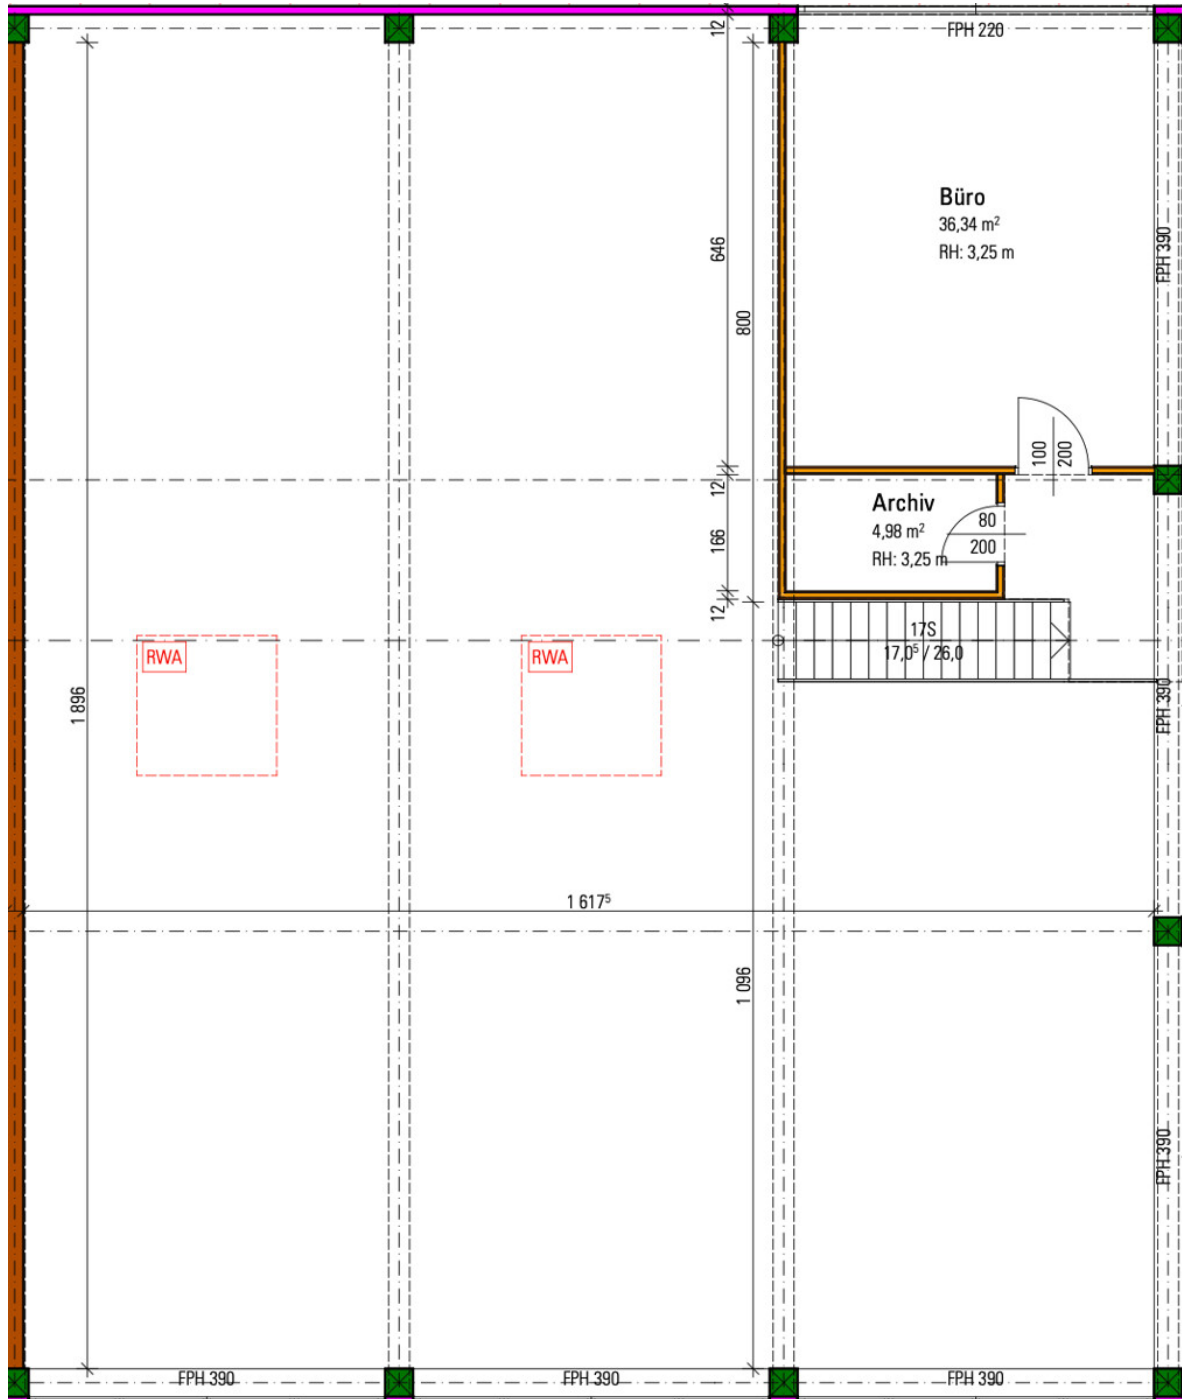 12
FPH 220
Büro
36,34 m²
RH: 3,25 m
646
FPH 390
800
100
200
12
Archiv
4,98 m²
RH: 3,25 m
80
200
166
12
17S
17,0⁵ / 26,0
RWA
RWA
1 896
FPH 390
1 617⁵
1 096
FPH 390
FPH 390
FPH 390
FPH 390